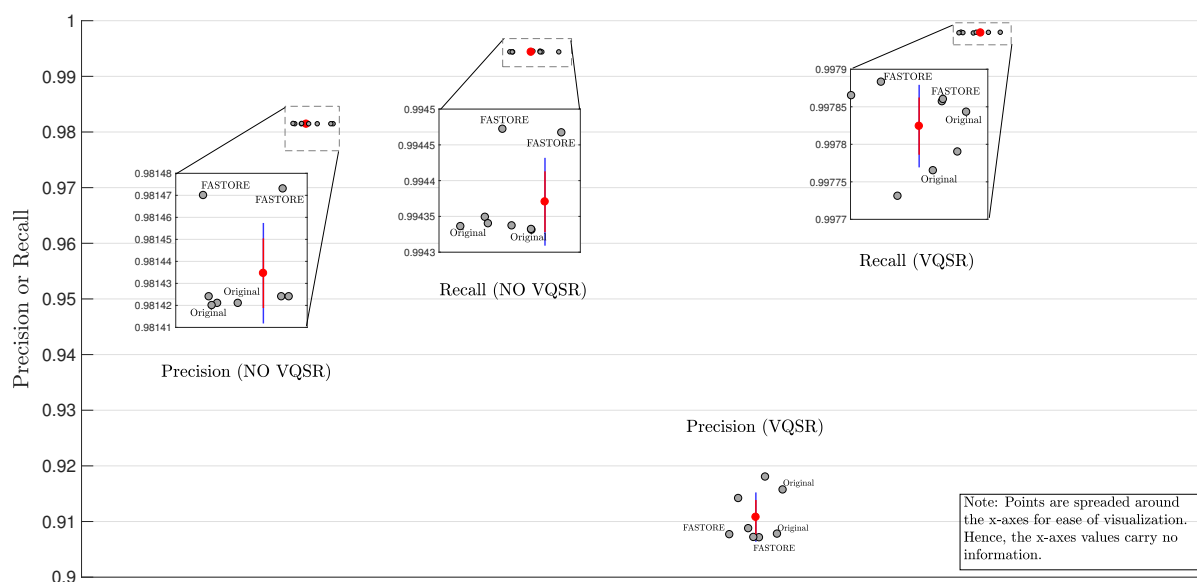 Precision or Recall
1
0.99
0.98
0.97
0.96
0.95
0.94
0.93
0.92
0.91
0.9
0.98148
0.98147
0.98146
0.98145
0.98144
0.98143
0.98142
0.98141
FASTORE
FASTORE
Original
Original
Precision (NO VQSR)
0.9945
0.99445
0.9944
0.99435
0.9943
FASTORE
FASTORE
Original
Original
Recall (NO VQSR)
0.9979
0.99785
0.9978
0.99775
0.9977
FASTORE
FASTORE
Original
Original
Recall (VQSR)
Precision (VQSR)
Original
FASTORE
Original
FASTORE
Note: Points are spreaded around
the x-axes for ease of visualization.
Hence, the x-axes values carry no
information.